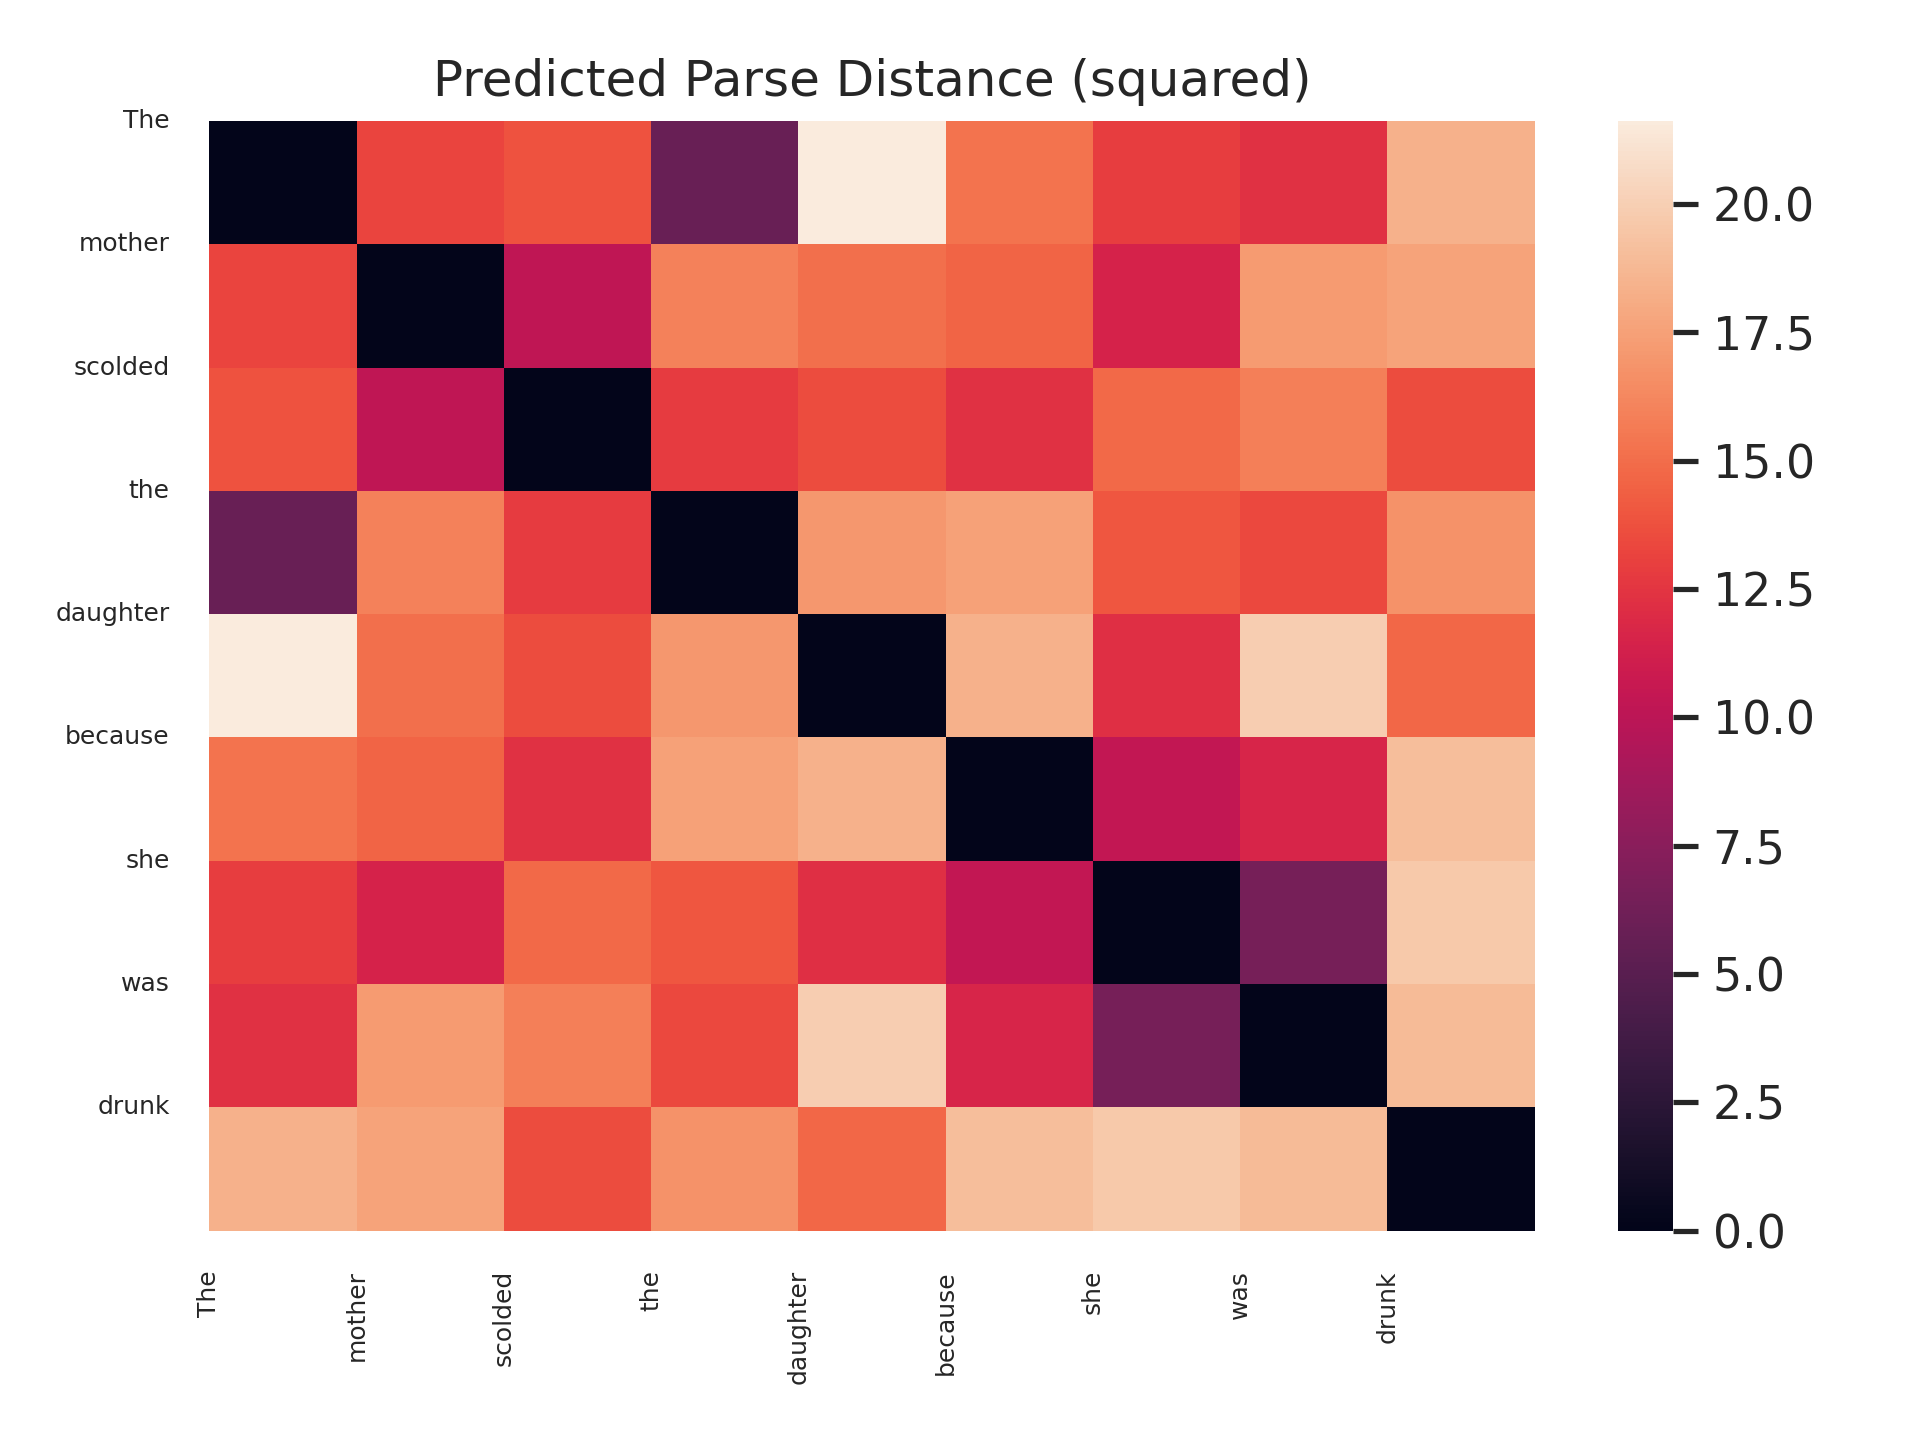 Predicted Parse Distance (squared)
The
mother
scolded
the
daughter
because
she
was
drunk
The
mother
scolded
the
daughter
because
she
was
drunk
20.0
17.5
15.0
12.5
10.0
7.5
5.0
2.5
0.0